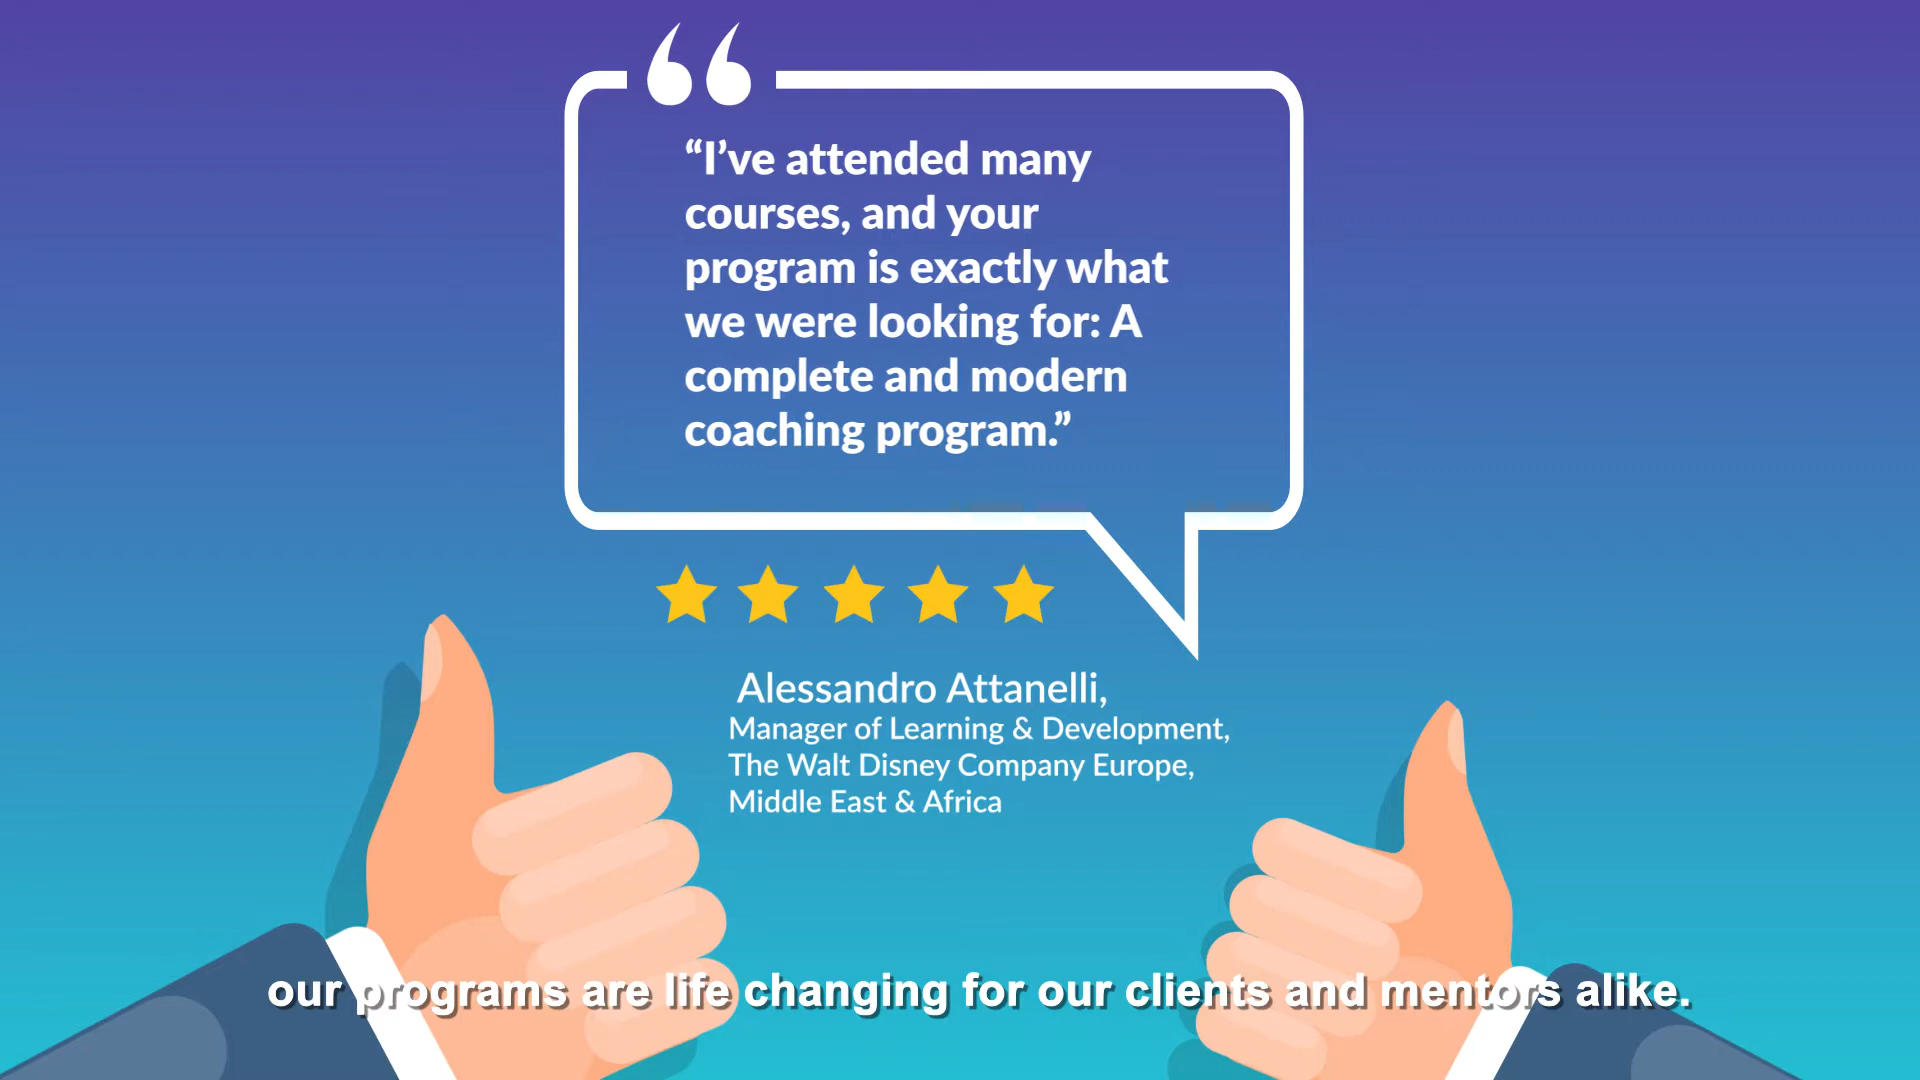 “I’ve attended many
courses, and your
program is exactly what
we were looking for: A
complete and modern
coaching program.”
Alessandro Attanelli,
Manager of Learning & Development,
The Walt Disney Company Europe,
Middle East & Africa
our programs are life changing for our clients and mentors alike.